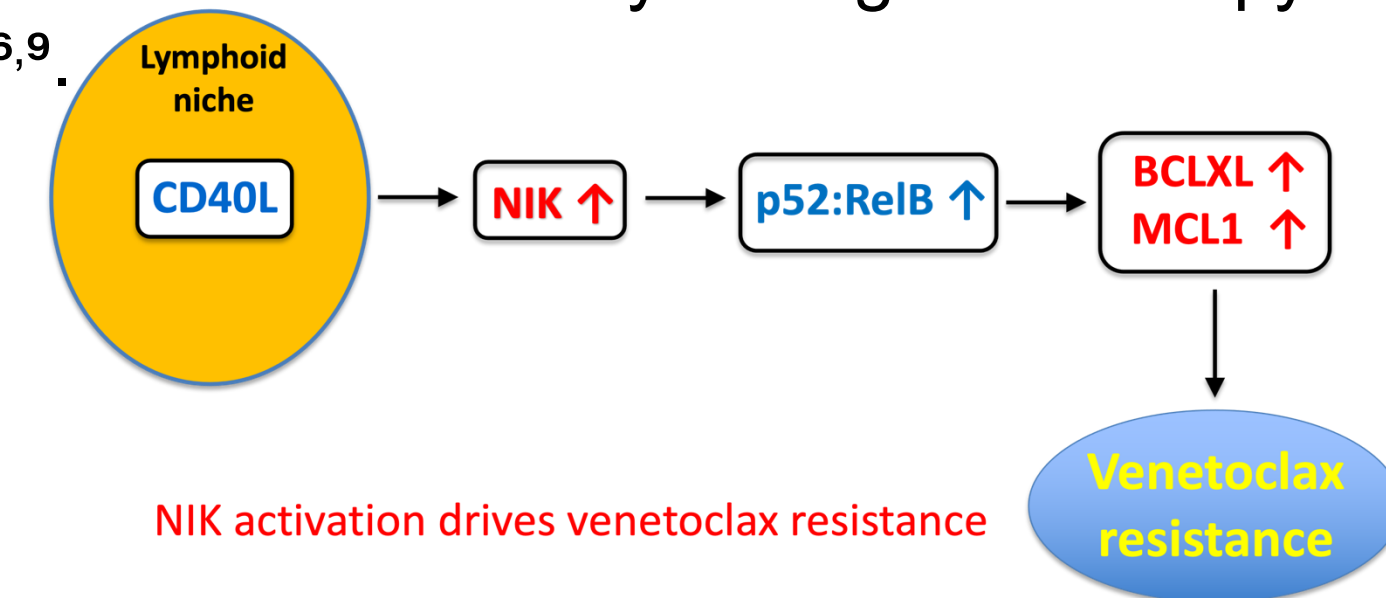 6,9.
Lymphoid
niche
CD40L
NIK ↑
p52:RelB ↑
BCLXL ↑
MCL1 ↑
Venetoclax
resistance
NIK activation drives venetoclax resistance